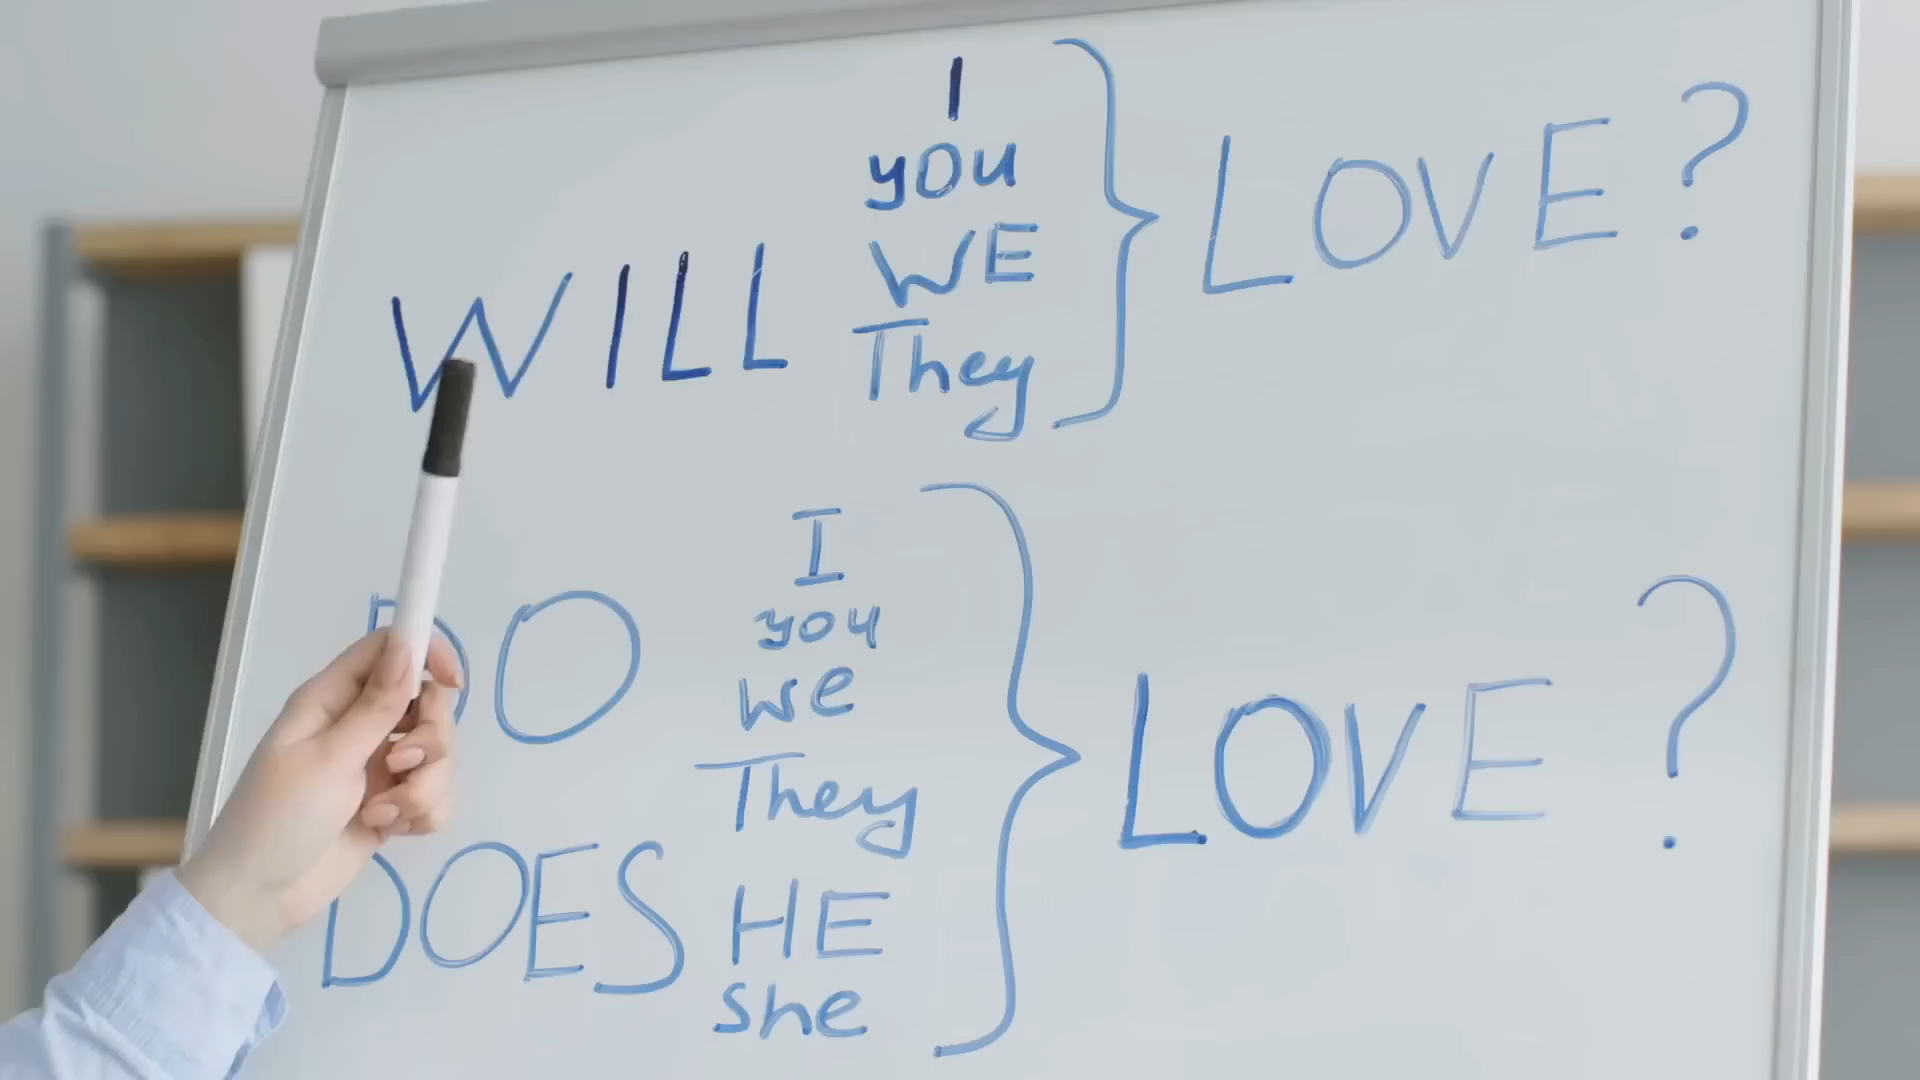 I
you
WE
They
WILL
LOVE?
I
you
we
They
DO
HE
she
DOES
LOVE?